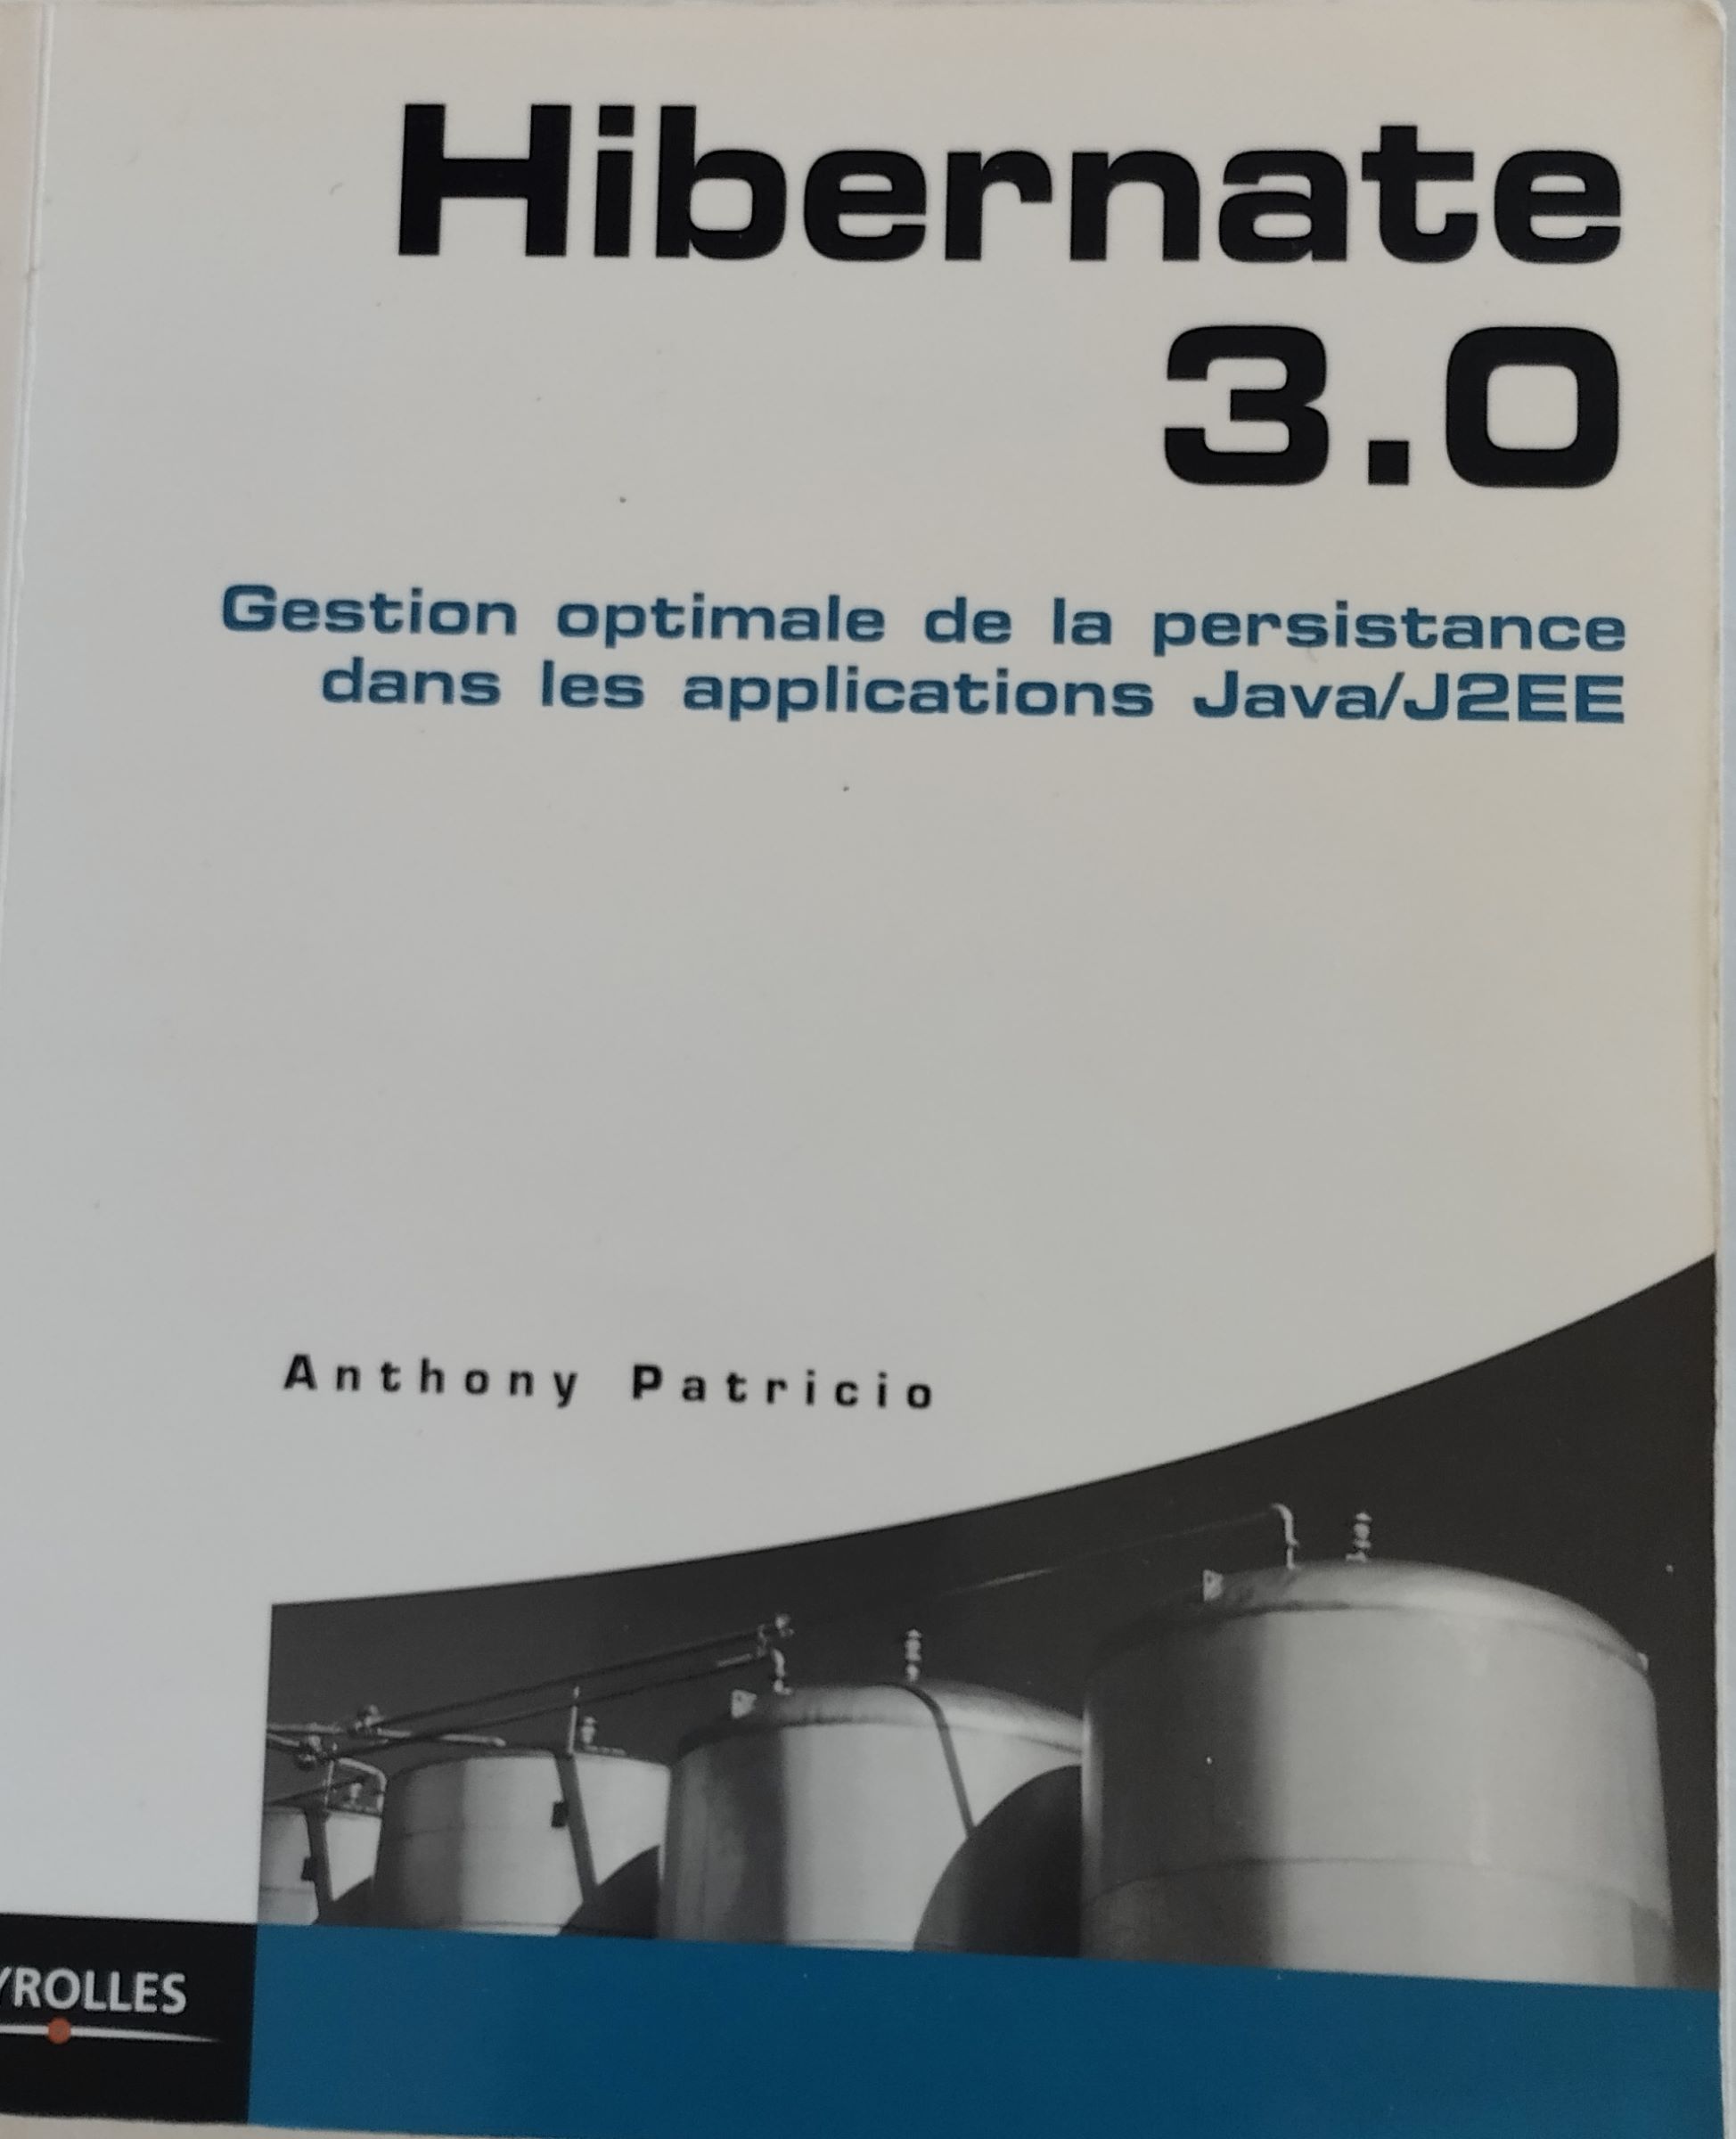 Hibernate
3.0
Gestion optimale de la persistance
dans les applications Java/J2EE
Anthony Patricio
YROLLES